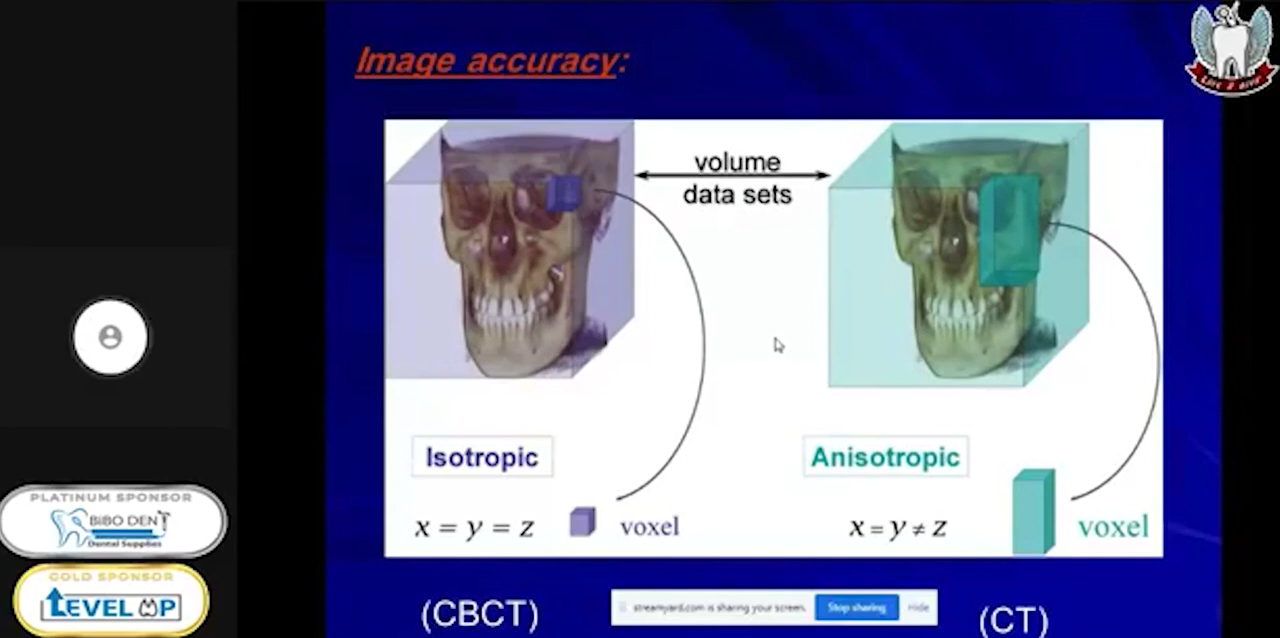 Image accuracy:
volume
data sets
Isotropic
Anisotropic
x = y = z
voxel
x = y ≠ z
voxel
(CBCT)
(CT)
streamyard.com is sharing your screen.
Stop sharing
Hide
PLATINUM SPONSOR
BiBO DENT
Dental Supplies
GOLD SPONSOR
LEVEL UP